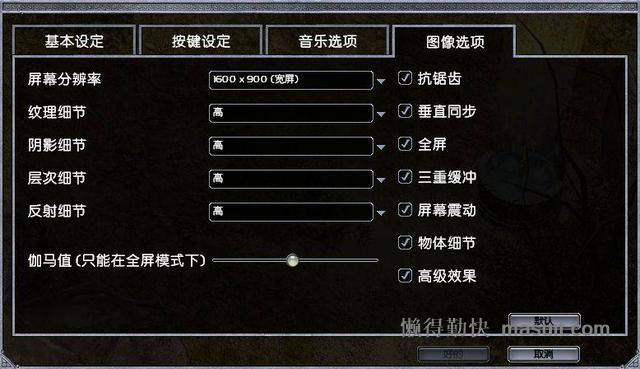 基本设定 按键设定 音乐选项 图像选项
屏幕分辨率 1600 x 900 (宽屏) 抗锯齿
纹理细节 高 垂直同步
阴影细节 高 全屏
层次细节 高 三重缓冲
反射细节 高 屏幕震动
物体细节
伽马值(只能在全屏模式下)
高级效果
默认
懒得勤快 masuit.com
好的 取消